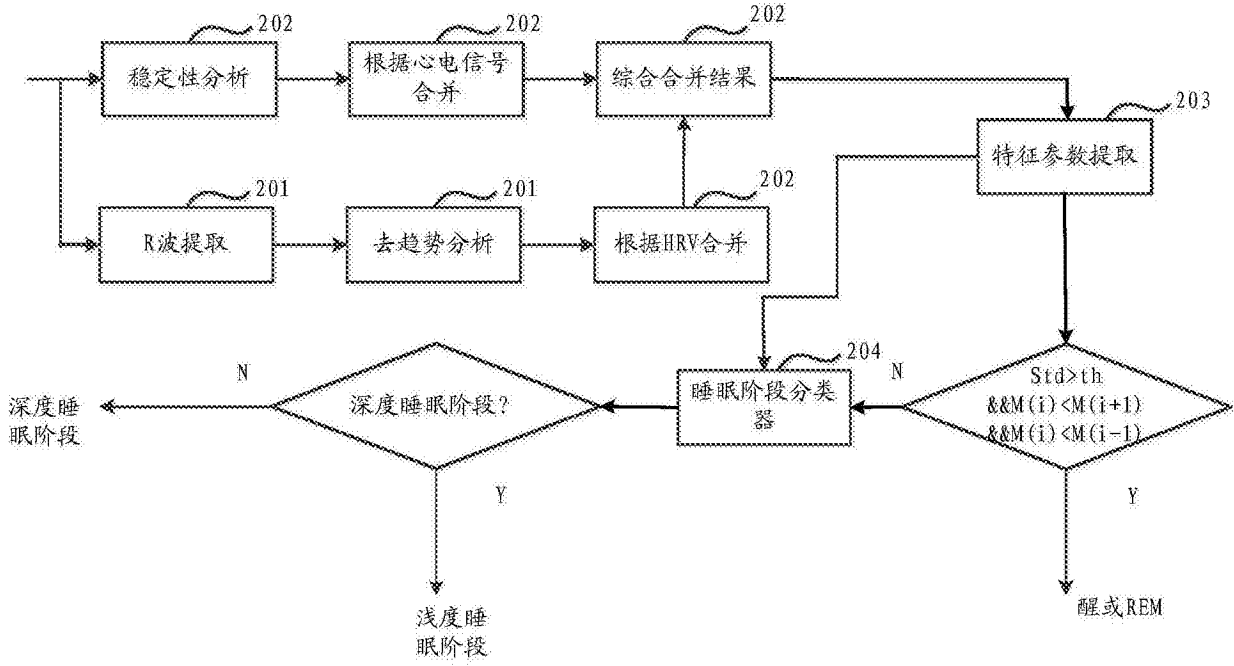 202
稳定性分析
202
根据心电信号
合并
202
综合合并结果
203
特征参数提取
201
R波提取
201
去趋势分析
202
根据HRV合并
204
睡眠阶段分类
器
N
Std>th
&&M(i)<M(i+1)
&&M(i)<M(i-1)
Y
醒或REM
深度睡眠阶段?
N
深度睡
眠阶段
Y
浅度睡
眠阶段